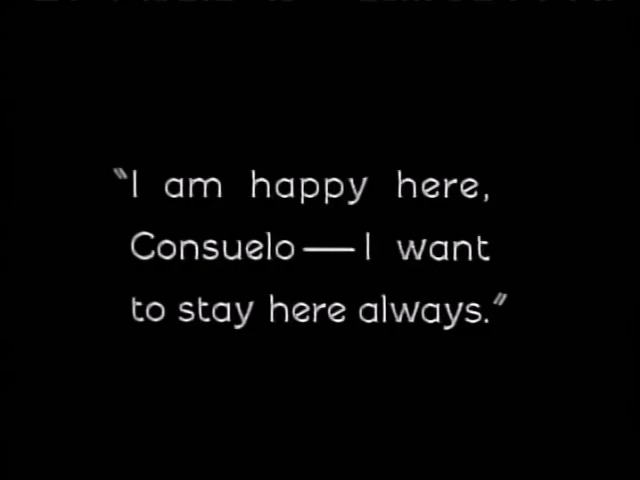 "I am happy here,
Consuelo — I want
to stay here always."